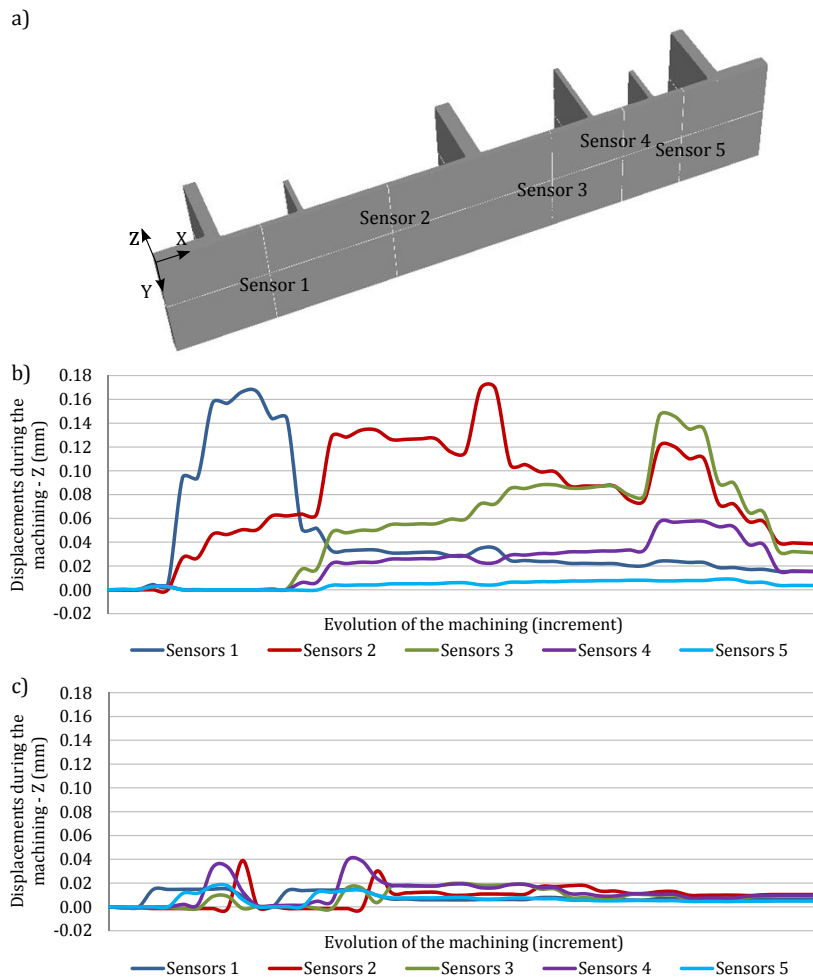 a)
Sensor 4
Sensor 5
Sensor 3
Sensor 2
Z
X
Sensor 1
Y
b)
Displacements during the
machining - Z (mm)
0.18
0.16
0.14
0.12
0.10
0.08
0.06
0.04
0.02
0.00
-0.02
Evolution of the machining (increment)
Sensors 1 Sensors 2 Sensors 3 Sensors 4 Sensors 5
c)
Displacements during the
machining - Z (mm)
0.18
0.16
0.14
0.12
0.10
0.08
0.06
0.04
0.02
0.00
-0.02
Evolution of the machining (increment)
Sensors 1 Sensors 2 Sensors 3 Sensors 4 Sensors 5